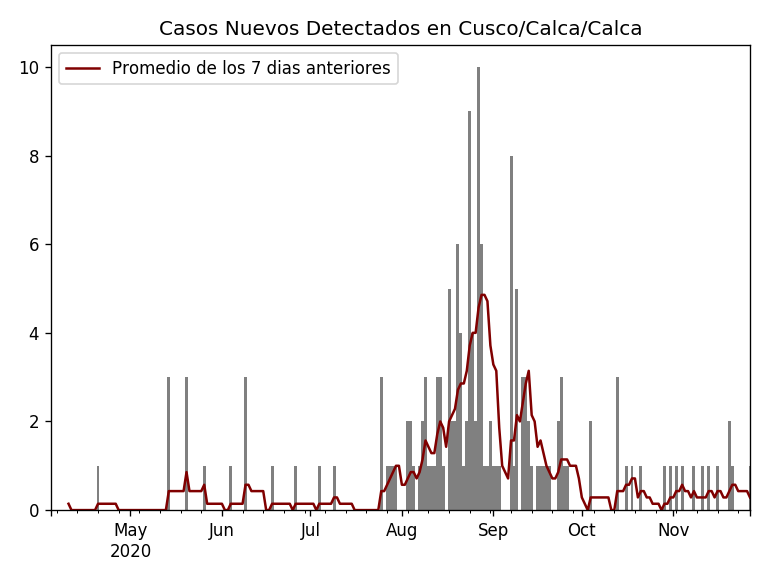 Casos Nuevos Detectados en Cusco/Calca/Calca
Promedio de los 7 dias anteriores
10
8
6
4
2
0
May Jun Jul Aug Sep Oct Nov
2020